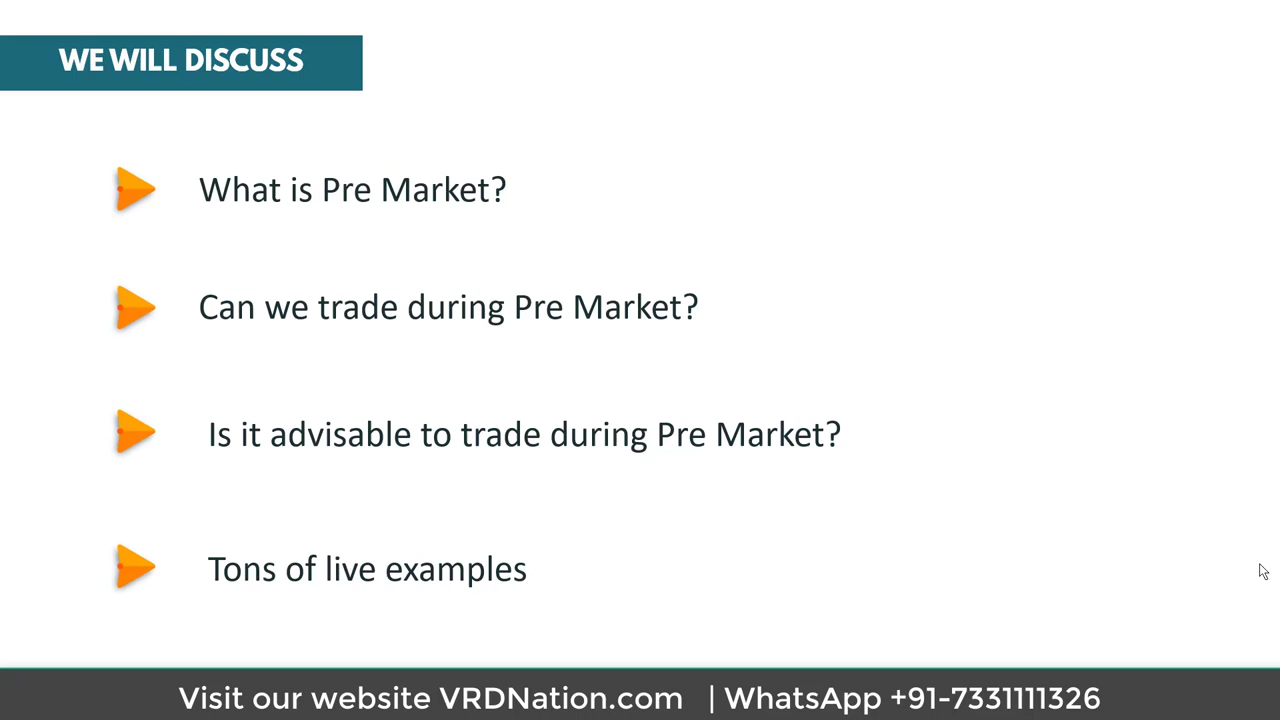 WE WILL DISCUSS
What is Pre Market?
Can we trade during Pre Market?
Is it advisable to trade during Pre Market?
Tons of live examples
Visit our website VRDNation.com | WhatsApp +91-7331111326